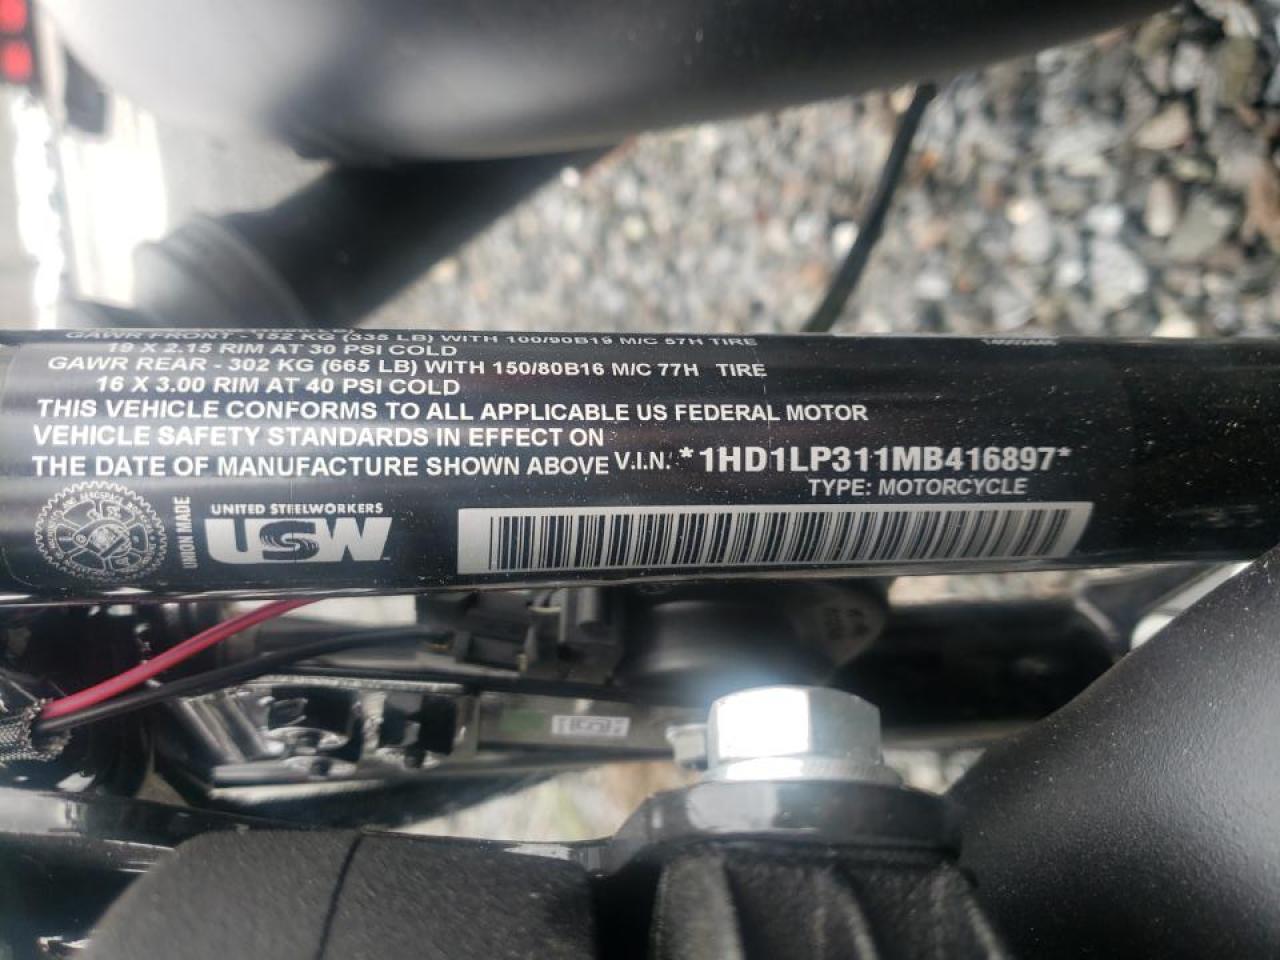 GAWR FRONT - 152 KG (335 LB) WITH 100/90B19 M/C 57H TIRE
19 X 2.15 RIM AT 30 PSI COLD
GAWR REAR - 302 KG (665 LB) WITH 150/80B16 M/C 77H TIRE
16 X 3.00 RIM AT 40 PSI COLD
THIS VEHICLE CONFORMS TO ALL APPLICABLE US FEDERAL MOTOR
VEHICLE SAFETY STANDARDS IN EFFECT ON
THE DATE OF MANUFACTURE SHOWN ABOVE V.I.N. *1HD1LP311MB416897*
TYPE: MOTORCYCLE
UNION MADE
UNITED STEELWORKERS
USW